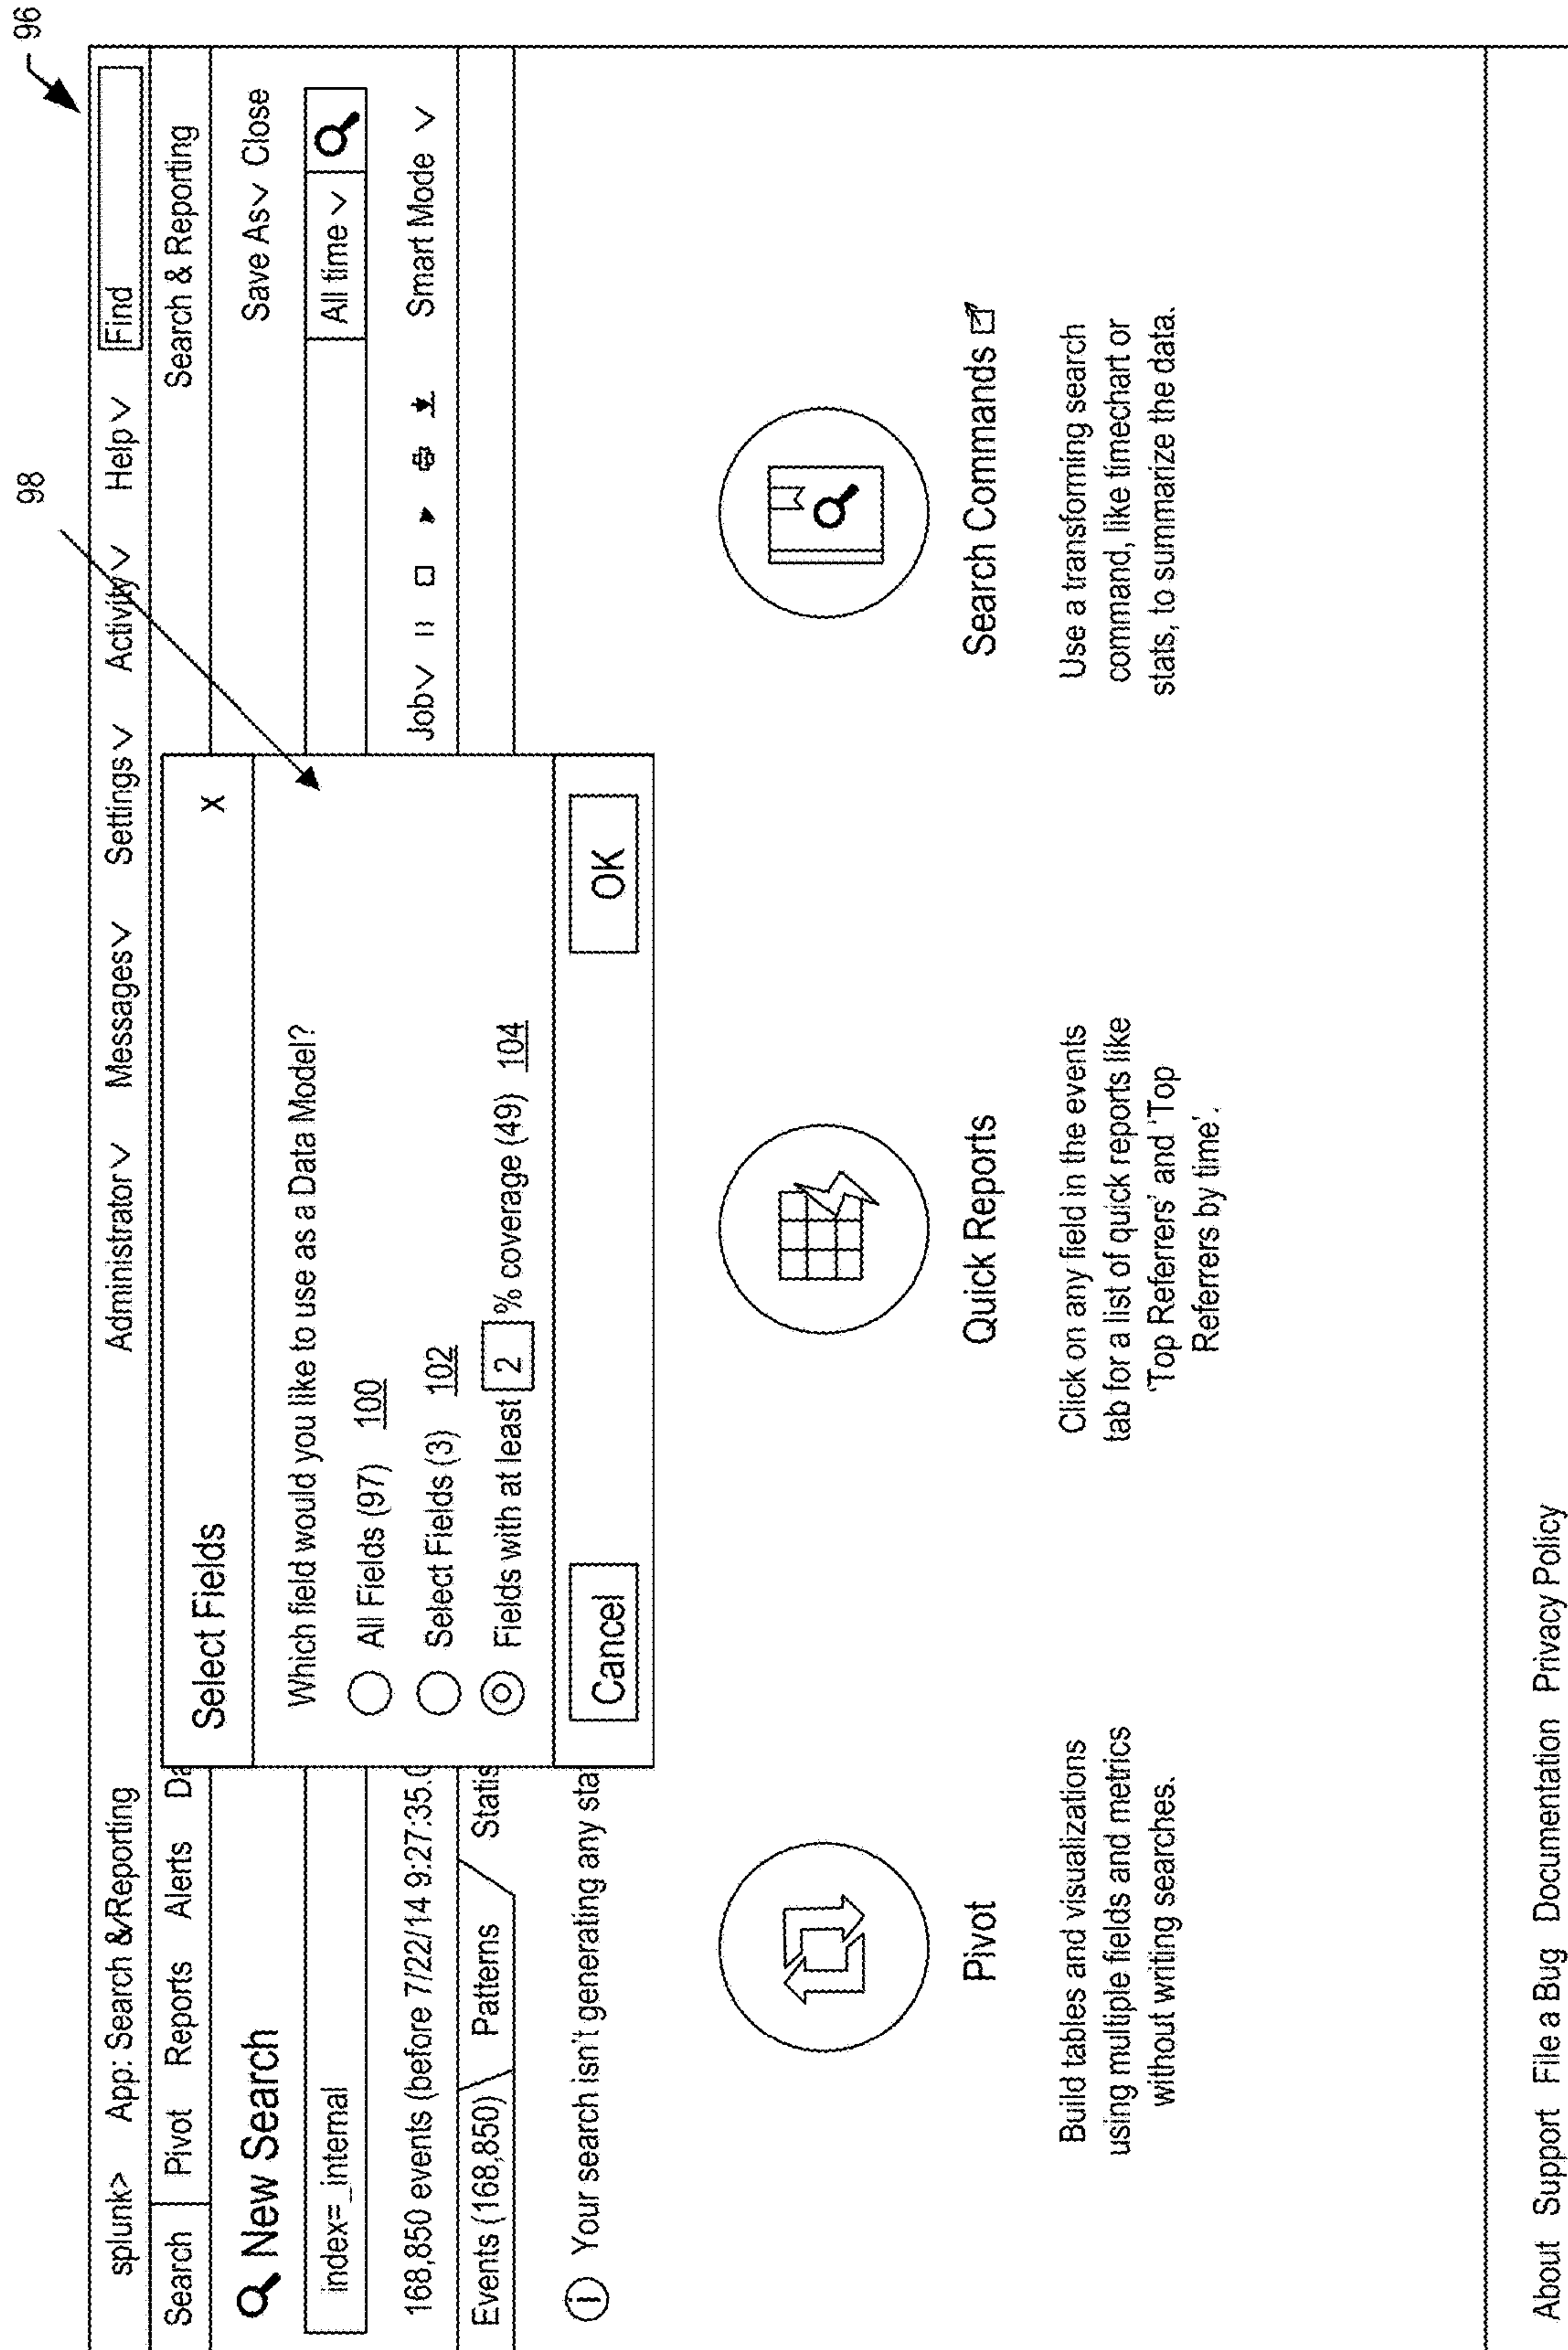 96
98
splunk> App: Search &Reporting Administrator Messages Settings Activity Help Find
Search Pivot Reports Alerts Da Search & Reporting
New Search Save As Close
index=_internal All time
168,850 events (before 7/22/14 9:27:35.0 Job Smart Mode
Events (168,850) Patterns Statis
Your search isn't generating any sta
Select Fields X
Which field would you like to use as a Data Model?
All Fields (97) 100
Select Fields (3) 102
Fields with at least 2 % coverage (49) 104
Cancel OK
Pivot
Build tables and visualizations
using multiple fields and metrics
without writing searches.
Quick Reports
Click on any field in the events
tab for a list of quick reports like
'Top Referrers' and 'Top
Referrers by time'.
Search Commands
Use a transforming search
command, like timechart or
stats, to summarize the data.
About Support File a Bug Documentation Privacy Policy